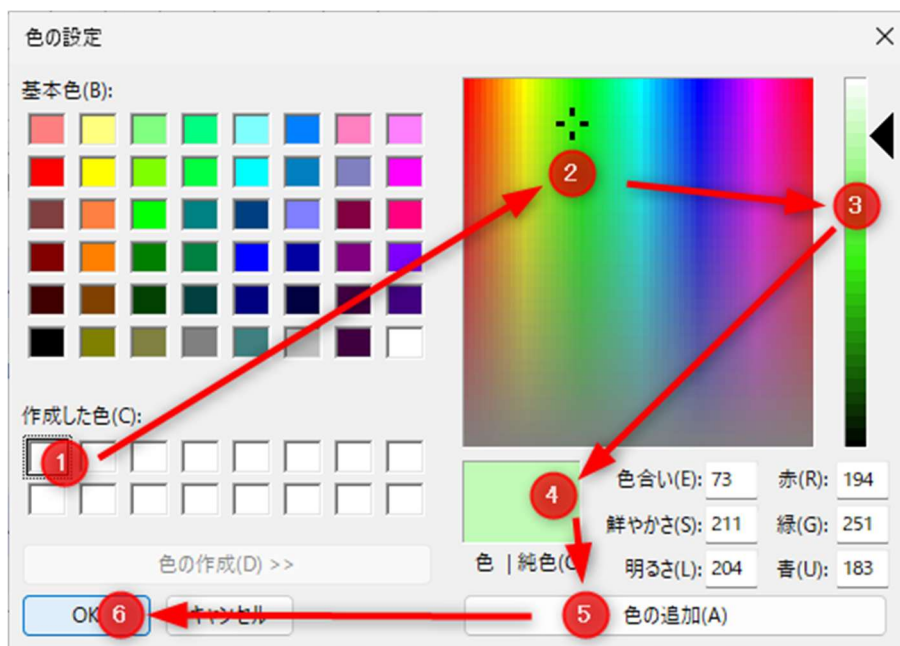 色の設定
基本色(B):
作成した色(C):
1
2
3
4
5
6
色の作成(D) >>
OK
キャンセル
色 | 純色(O
色合い(E): 73
赤(R): 194
鮮やかさ(S): 211
緑(G): 251
明るさ(L): 204
青(U): 183
色の追加(A)